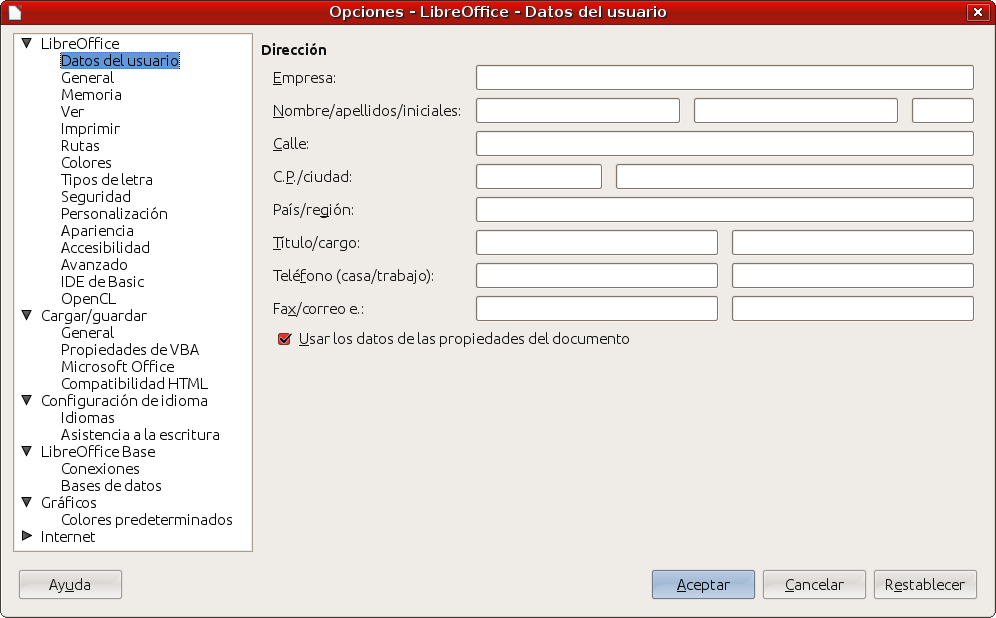 Opciones - LibreOffice - Datos del usuario
LibreOffice
Datos del usuario
General
Memoria
Ver
Imprimir
Rutas
Colores
Tipos de letra
Seguridad
Personalización
Apariencia
Accesibilidad
Avanzado
IDE de Basic
OpenCL
Cargar/guardar
General
Propiedades de VBA
Microsoft Office
Compatibilidad HTML
Configuración de idioma
Idiomas
Asistencia a la escritura
LibreOffice Base
Conexiones
Bases de datos
Gráficos
Colores predeterminados
Internet
Dirección
Empresa:
Nombre/apellidos/iniciales:
Calle:
C.P./ciudad:
País/región:
Título/cargo:
Teléfono (casa/trabajo):
Fax/correo e.:
Usar los datos de las propiedades del documento
Ayuda
Aceptar
Cancelar
Restablecer